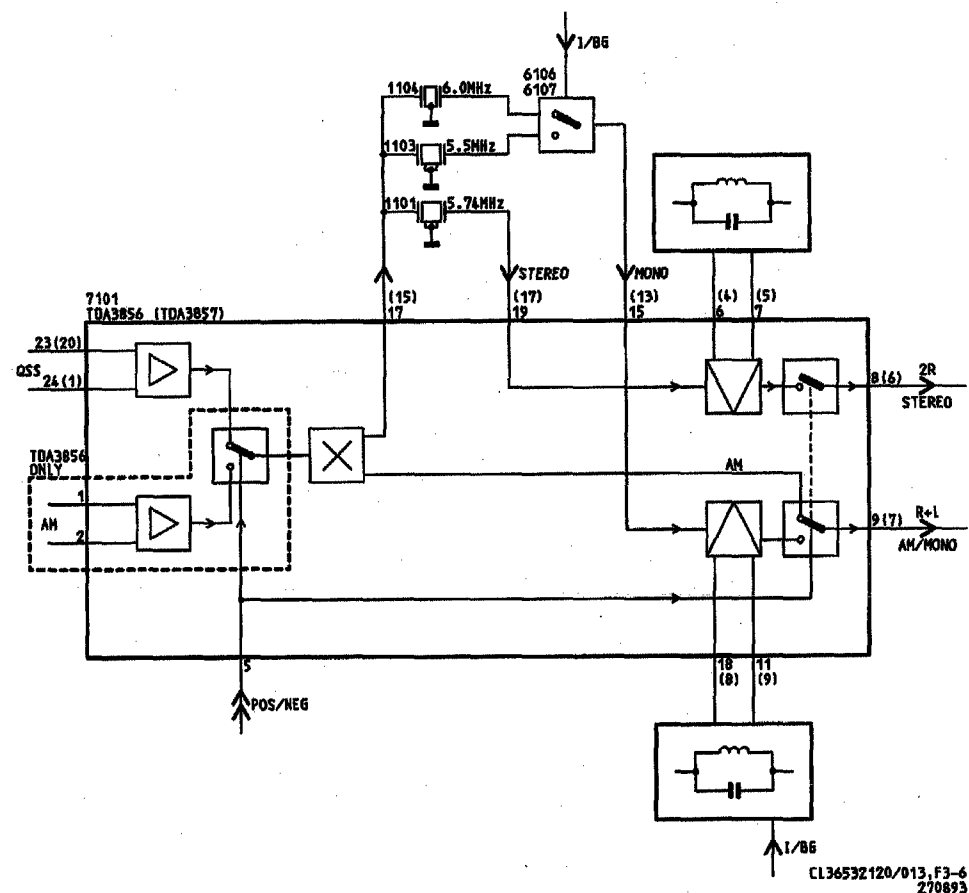 I/BG
6106
6107
1104 6.0MHz
1103 5.5MHz
1101 5.74MHz
STEREO
MONO
7101
TDA3856 (TDA3857)
(15)
17
(17)
19
(13)
15
(4)
6
(5)
7
23(20)
QSS
24(1)
2R
8(6)
STEREO
TDA3856
ONLY
AM
1
AM
2
R+L
9(7)
AM/MONO
5
18
(8)
11
(9)
POS/NEG
I/BG
CL36532120/013,F3-6
270893